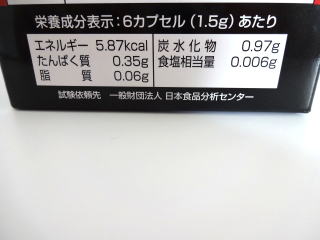 栄養成分表示：6カプセル（1.5g）あたり
エネルギー 5.87kcal 炭水化物 0.97g
たんぱく質 0.35g 食塩相当量 0.006g
脂質 0.06g
試験依頼先 一般財団法人 日本食品分析センター